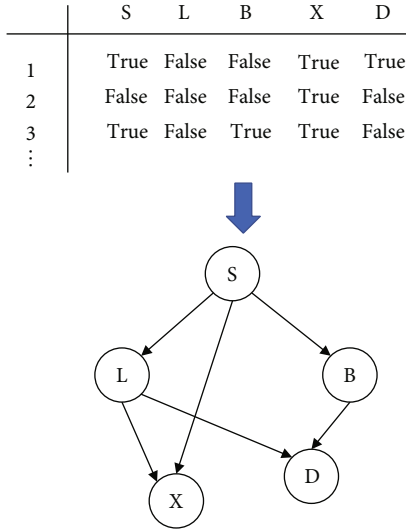 S L B X D
1 True False False True True
2 False False False True False
3 True False True True False
⋮
S
L B
D
X